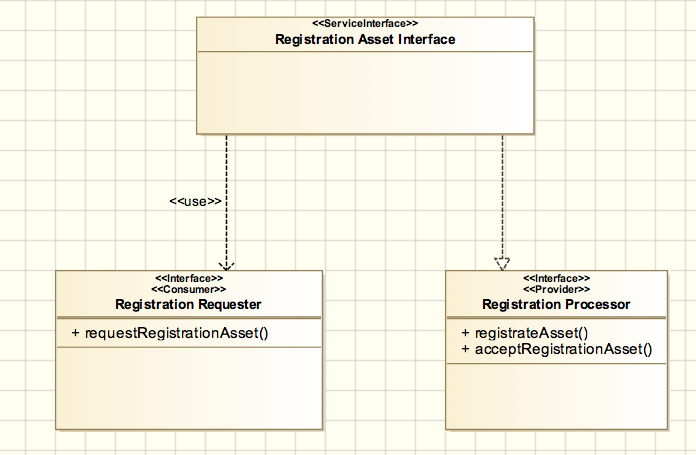 <<ServiceInterface>>
Registration Asset Interface
<<use>>
<<Interface>>
<<Consumer>>
Registration Requester
+ requestRegistrationAsset()
<<Interface>>
<<Provider>>
Registration Processor
+ registrateAsset()
+ acceptRegistrationAsset()